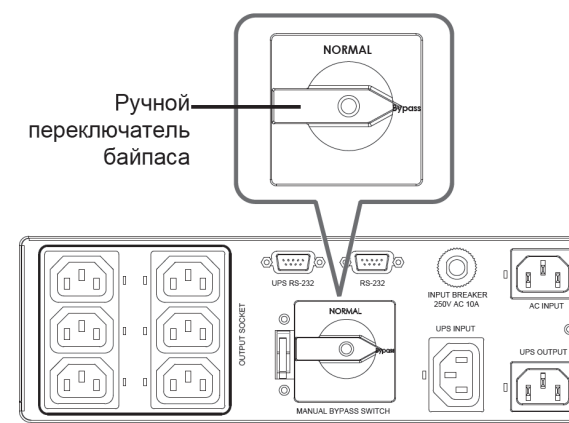 NORMAL
Bypass
Ручной
переключатель
байпаса
UPS RS-232
RS-232
INPUT BREAKER
250V AC 10A
AC INPUT
OUTPUT SOCKET
NORMAL
Bypass
UPS INPUT
UPS OUTPUT
MANUAL BYPASS SWITCH